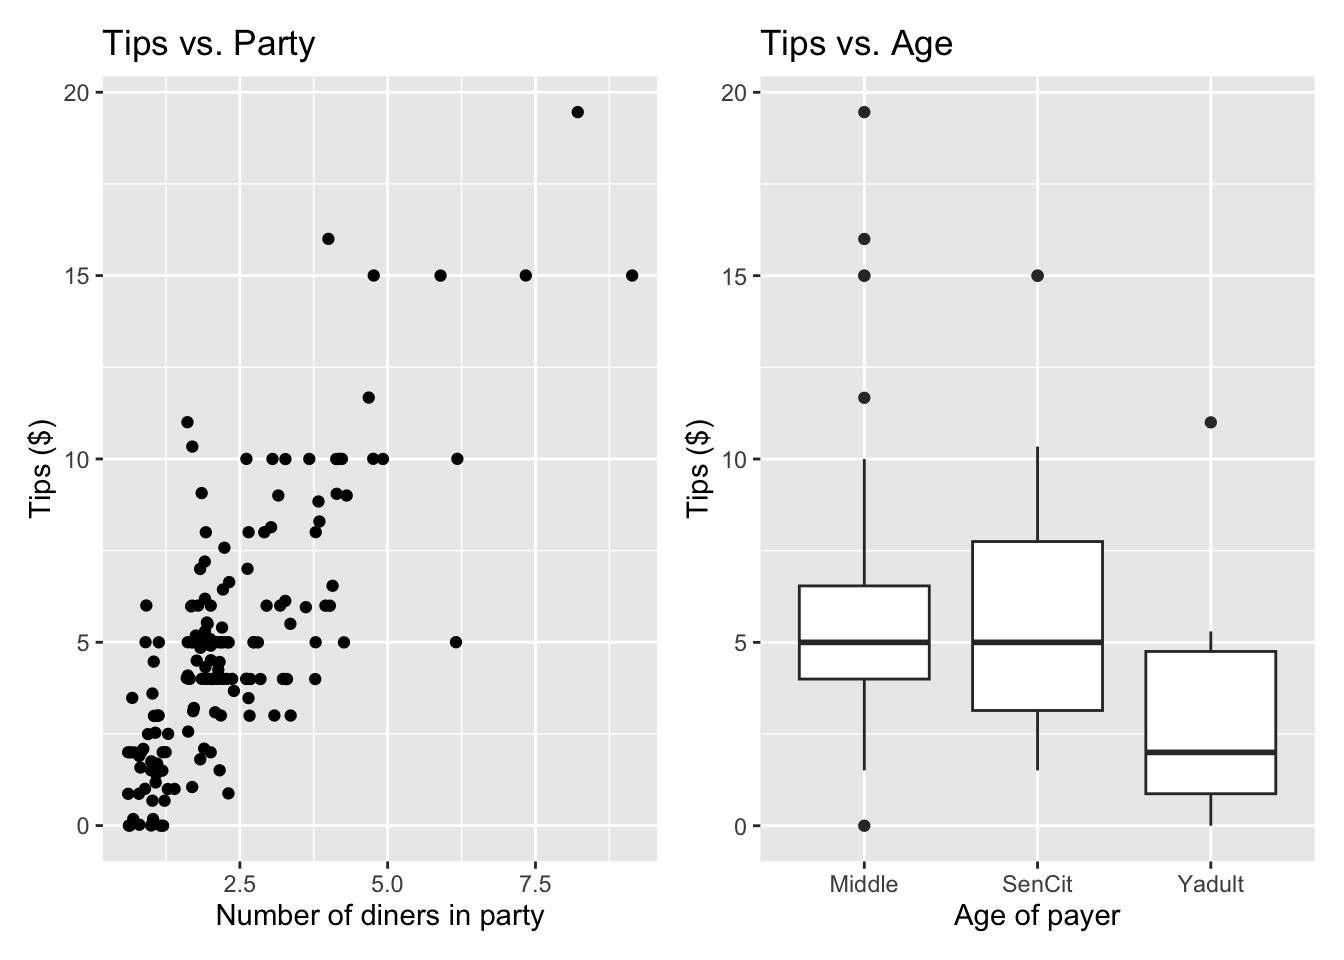 Tips vs. Party
Tips ($)
20
15
10
5
0
2.5 5.0 7.5
Number of diners in party
Tips vs. Age
Tips ($)
20
15
10
5
0
Middle SenCit Yadult
Age of payer